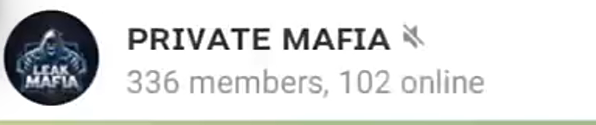 LEAK
MAFIA
PRIVATE MAFIA
336 members, 102 online